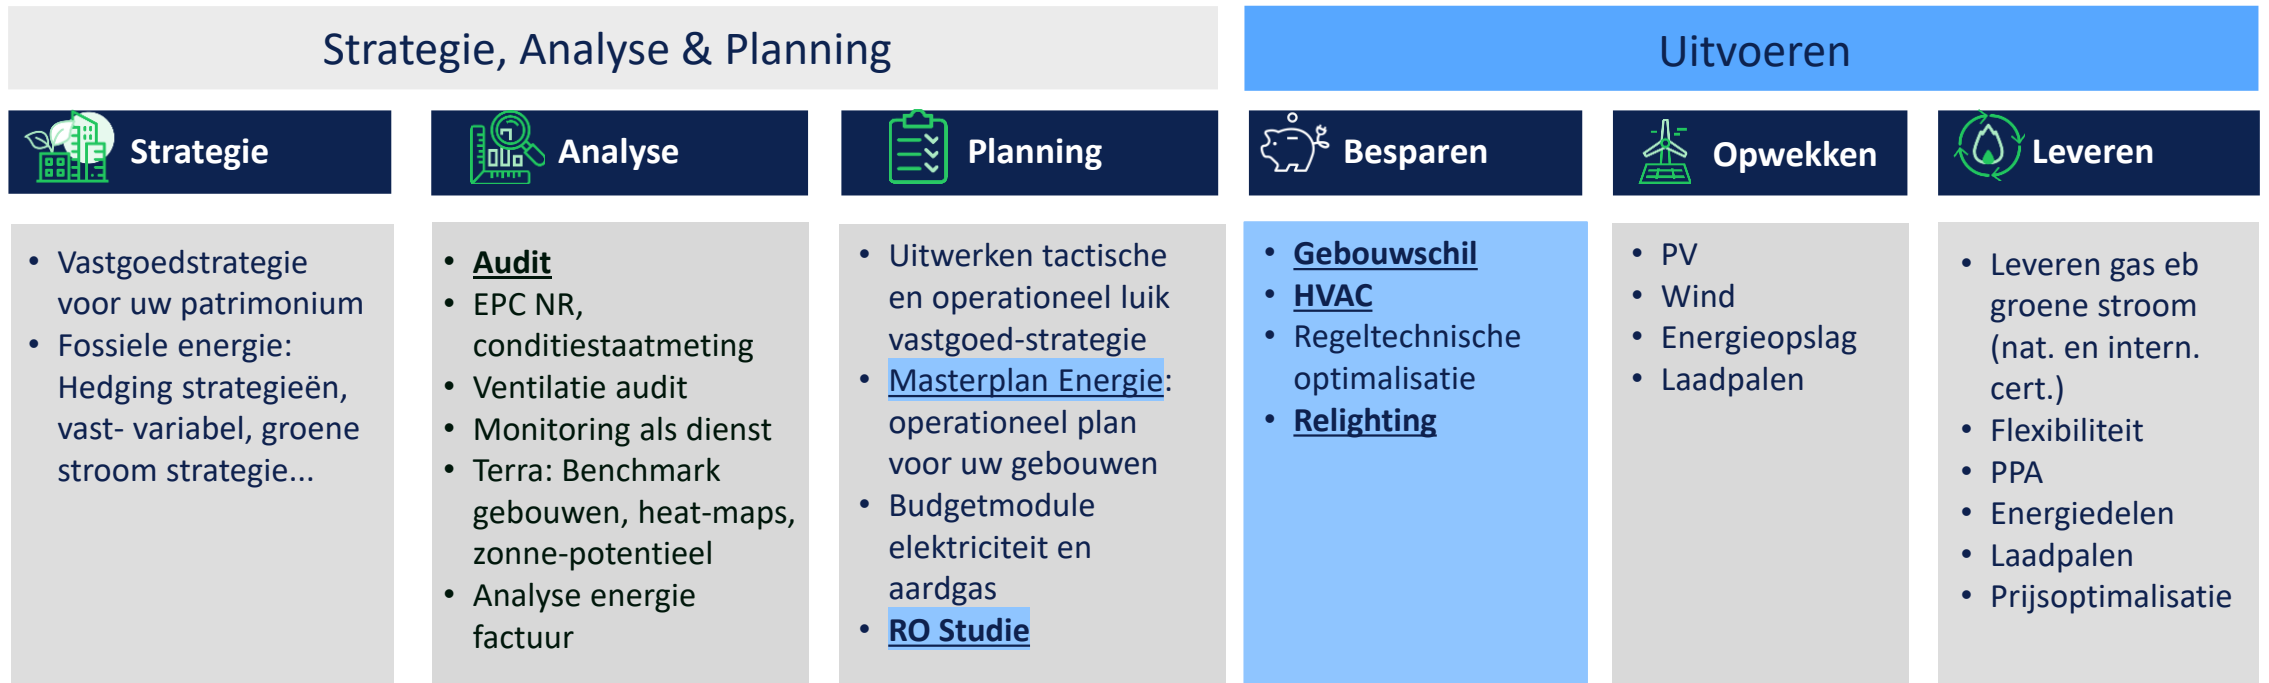 Strategie, Analyse & Planning
Uitvoeren
Strategie
• Vastgoedstrategie
voor uw patrimonium
• Fossiele energie:
Hedging strategieën,
vast- variabel, groene
stroom strategie...
Analyse
• Audit
• EPC NR,
conditiestaatmeting
• Ventilatie audit
• Monitoring als dienst
• Terra: Benchmark
gebouwen, heat-maps,
zonne-potentieel
• Analyse energie
factuur
Planning
• Uitwerken tactische
en operationeel luik
vastgoed-strategie
• Masterplan Energie:
operationeel plan
voor uw gebouwen
• Budgetmodule
elektriciteit en
aardgas
• RO Studie
Besparen
• Gebouwschil
• HVAC
• Regeltechnische
optimalisatie
• Relighting
Opwekken
• PV
• Wind
• Energieopslag
• Laadpalen
Leveren
• Leveren gas eb
groene stroom
(nat. en intern.
cert.)
• Flexibiliteit
• PPA
• Energiedelen
• Laadpalen
• Prijsoptimalisatie